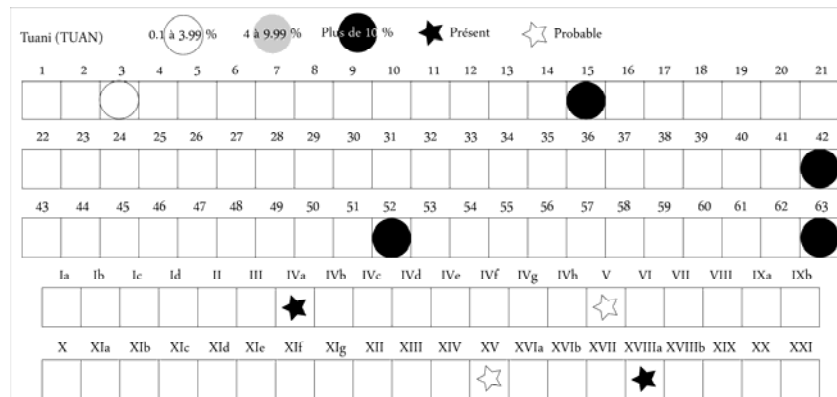 Tuani (TUAN) 0.1 à 3.99 % 4 à 9.99 % Plus de 10 % Présent Probable
1 2 3 4 5 6 7 8 9 10 11 12 13 14 15 16 17 18 19 20 21
22 23 24 25 26 27 28 29 30 31 32 33 34 35 36 37 38 39 40 41 42
43 44 45 46 47 48 49 50 51 52 53 54 55 56 57 58 59 60 61 62 63
Ia Ib Ic Id II III IVa IVb IVc IVd IVe IVf IVg IVh V VI VII VIII IXa IXb
X XIa XIb XIc XId XIe XIf XIg XII XIII XIV XV XVIa XVIb XVII XVIIIa XVIIIb XIX XX XXI